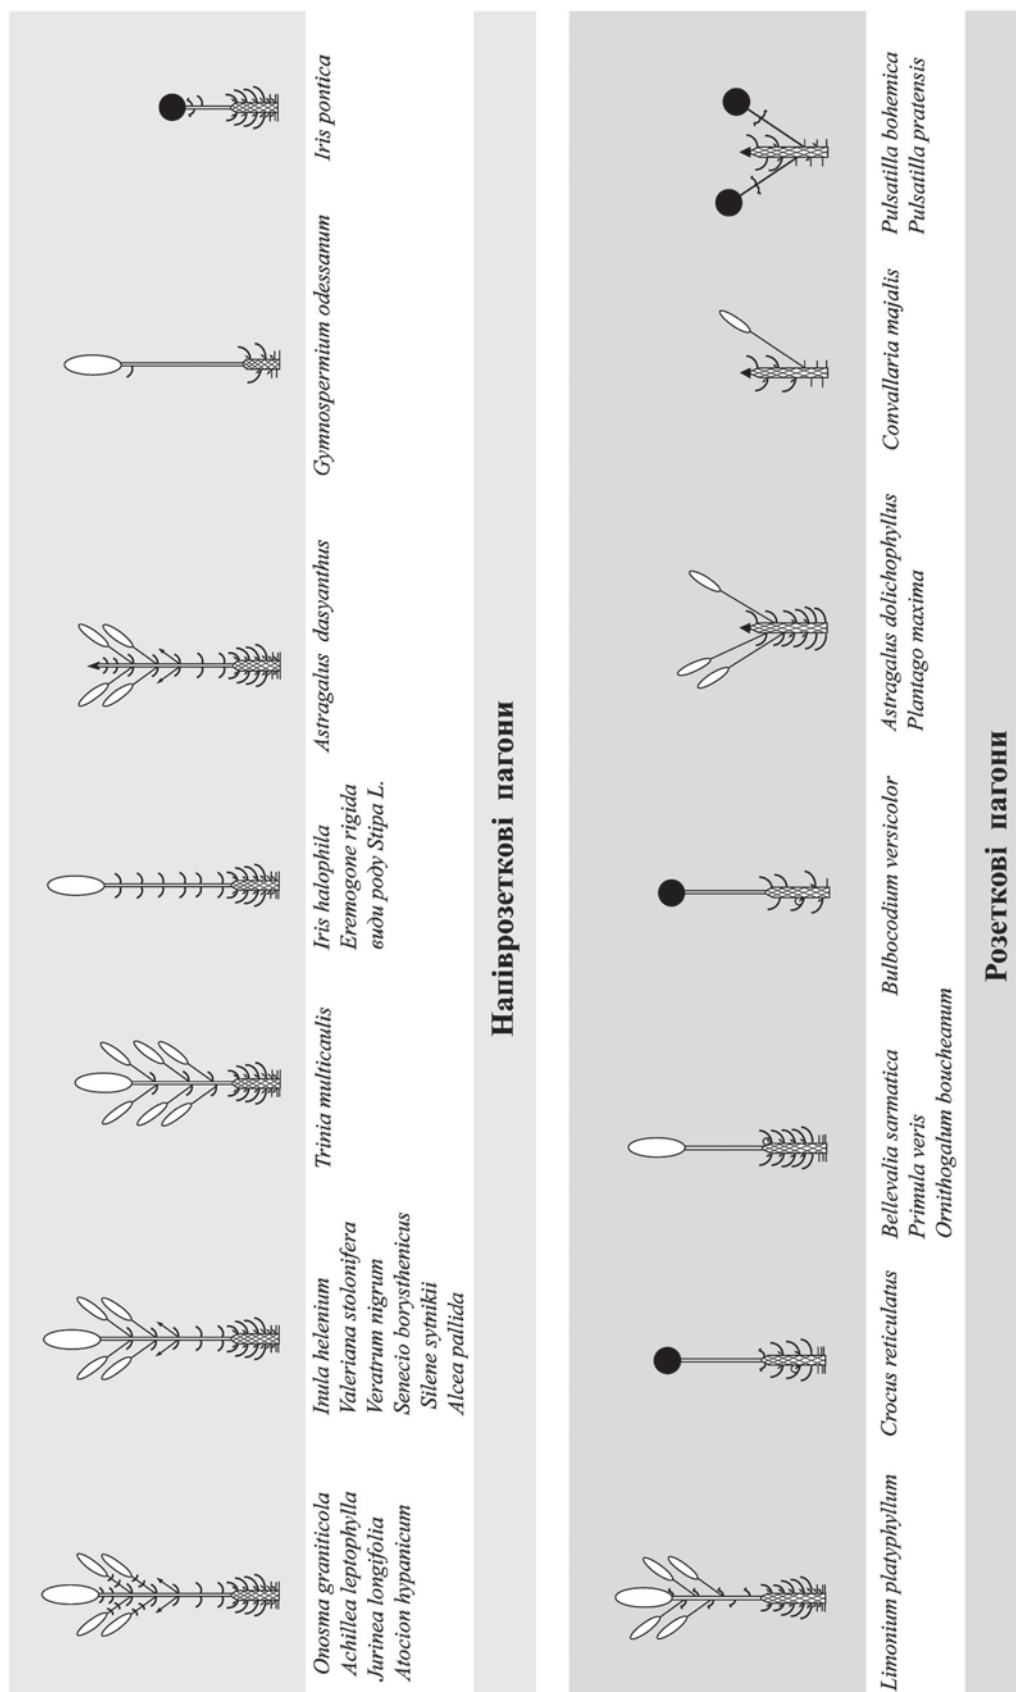 Onosma graniticola
Achillea leptophylla
Jurinea longifolia
Atocion hypanicum
Inula helenium
Valeriana stolonifera
Veratrum nigrum
Senecio borysthenicus
Silene sytnikii
Alcea pallida
Trinia multicaulis
Iris halophila
Eremogone rigida
види роду Stipa L.
Astragalus dasyanthus
Gymnospermium odessanum
Iris pontica
Напіврозеткові пагони
Limonium platyphyllum
Crocus reticulatus
Bellevalia sarmatica
Primula veris
Ornithogalum boucheanum
Bulbocodium versicolor
Astragalus dolichophyllus
Plantago maxima
Convallaria majalis
Pulsatilla bohemica
Pulsatilla pratensis
Розеткові пагони